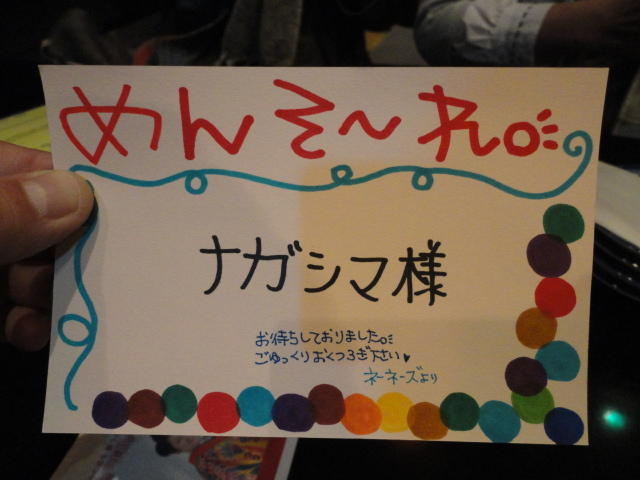 めんそ～れ。
ナガシマ様
お待ちしておりました。
ごゆっくりおくつろぎ下さい♥
ネーネーズより